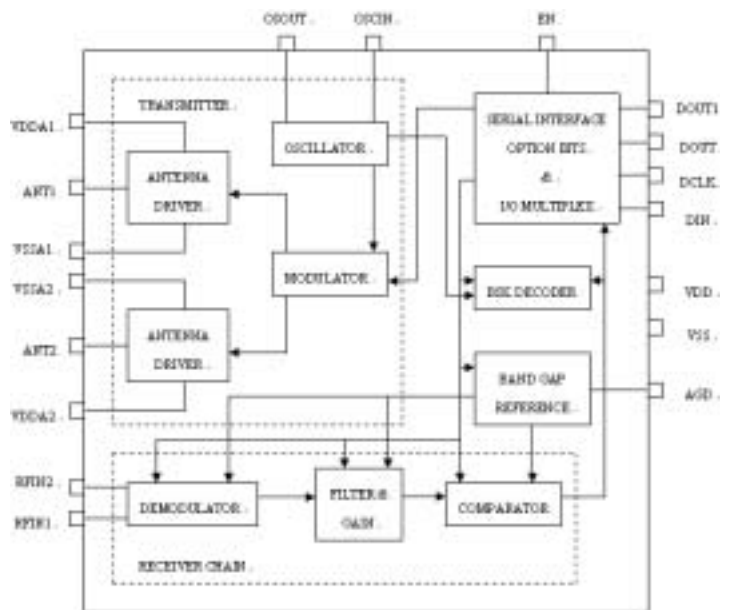 OSCOUT.
OSCIN.
EN.
TRANSMITTER.
VDDA1.
ANT1.
VSSA1.
VSSA2.
ANT2.
VDDA2.
RFIN2.
RFIN1.
ANTENNA
DRIVER.
ANTENNA
DRIVER.
OSCILLATOR.
MODULATOR.
SERIAL INTERFACE
OPTION BITS.
&.
I/O MULTIPLEX.
DOUT1
DOUT.
DCLK.
DIN.
BSK DECODER
VDD.
VSS.
BAND GAP
REFERENCE.
AGD.
DEMODULATOR.
FILTER &.
GAIN.
COMPARATOR
RECEIVER CHAIN.